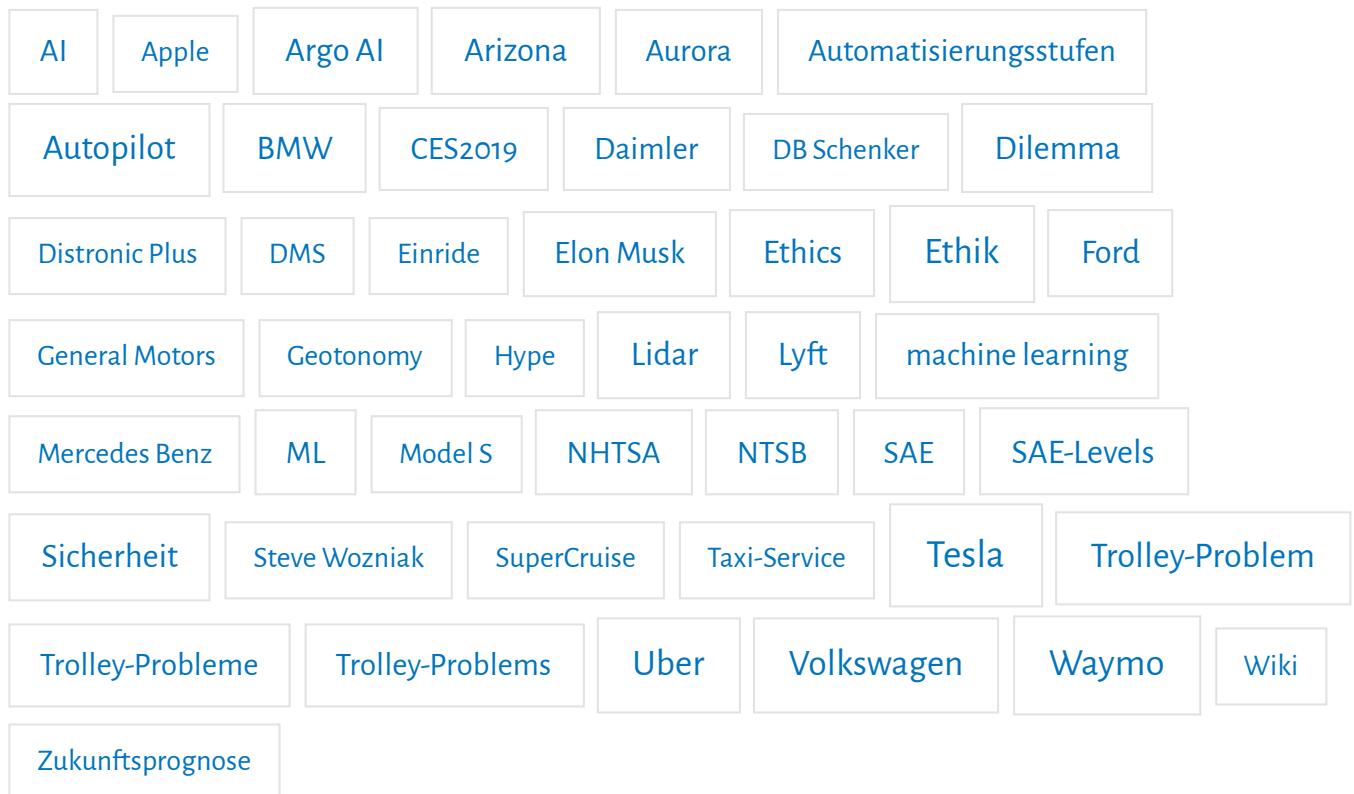 AI Apple Argo AI Arizona Aurora Automatisierungsstufen
Autopilot BMW CES2019 Daimler DB Schenker Dilemma
Distronic Plus DMS Einride Elon Musk Ethics Ethik Ford
General Motors Geotonomy Hype Lidar Lyft machine learning
Mercedes Benz ML Model S NHTSA NTSB SAE SAE-Levels
Sicherheit Steve Wozniak SuperCruise Taxi-Service Tesla Trolley-Problem
Trolley-Probleme Trolley-Problems Uber Volkswagen Waymo Wiki
Zukunftsprognose